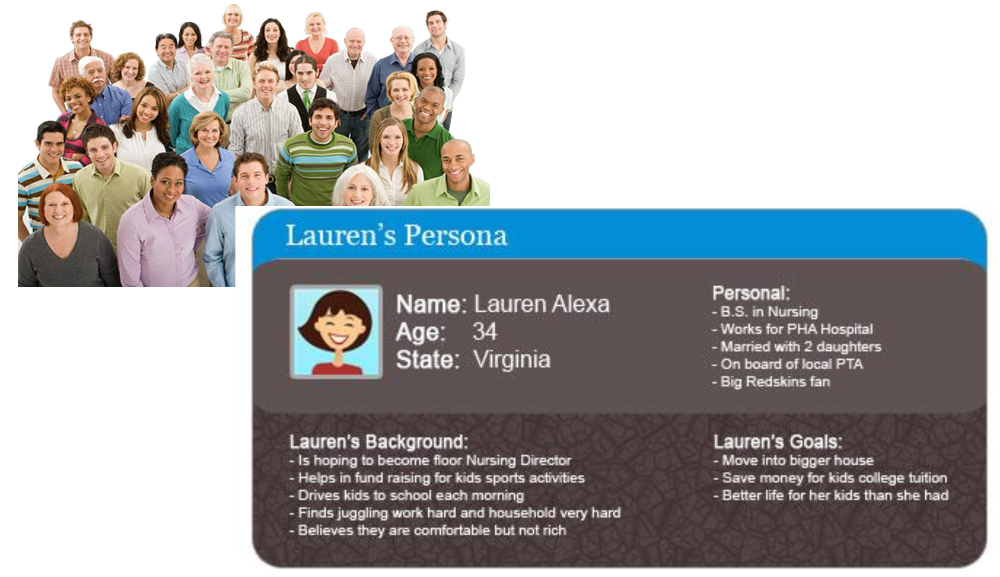 Lauren's Persona
Name: Lauren Alexa
Age: 34
State: Virginia
Personal:
- B.S. in Nursing
- Works for PHA Hospital
- Married with 2 daughters
- On board of local PTA
- Big Redskins fan
Lauren's Background:
- Is hoping to become floor Nursing Director
- Helps in fund raising for kids sports activities
- Drives kids to school each morning
- Finds juggling work hard and household very hard
- Believes they are comfortable but not rich
Lauren's Goals:
- Move into bigger house
- Save money for kids college tuition
- Better life for her kids than she had